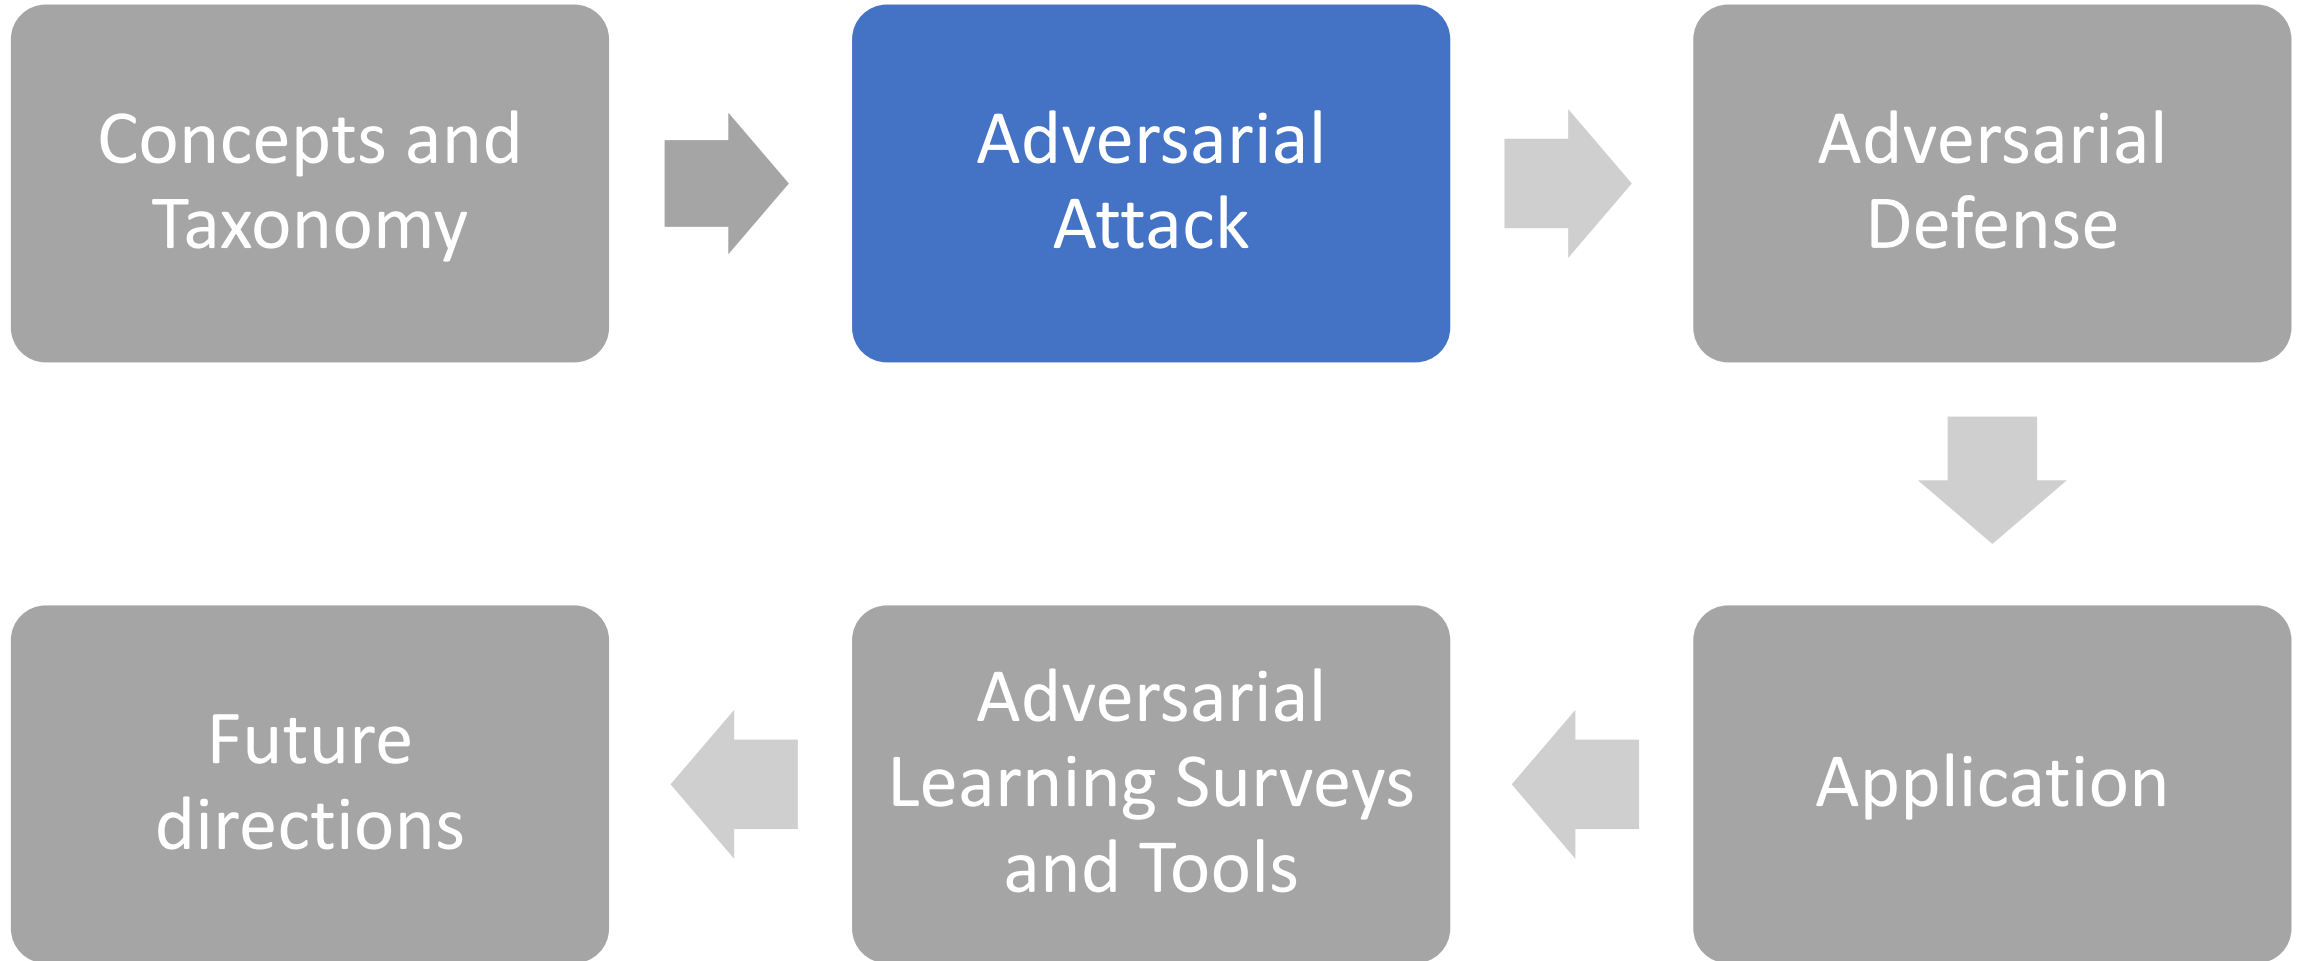 Concepts and
Taxonomy
Adversarial
Attack
Adversarial
Defense
Future
directions
Adversarial
Learning Surveys
and Tools
Application